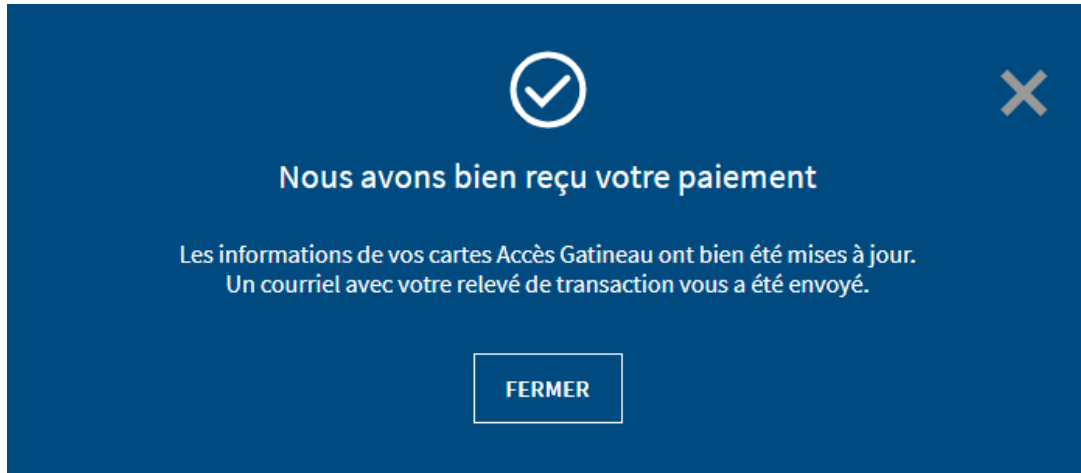 Nous avons bien reçu votre paiement
Les informations de vos cartes Accès Gatineau ont bien été mises à jour.
Un courriel avec votre relevé de transaction vous a été envoyé.
FERMER